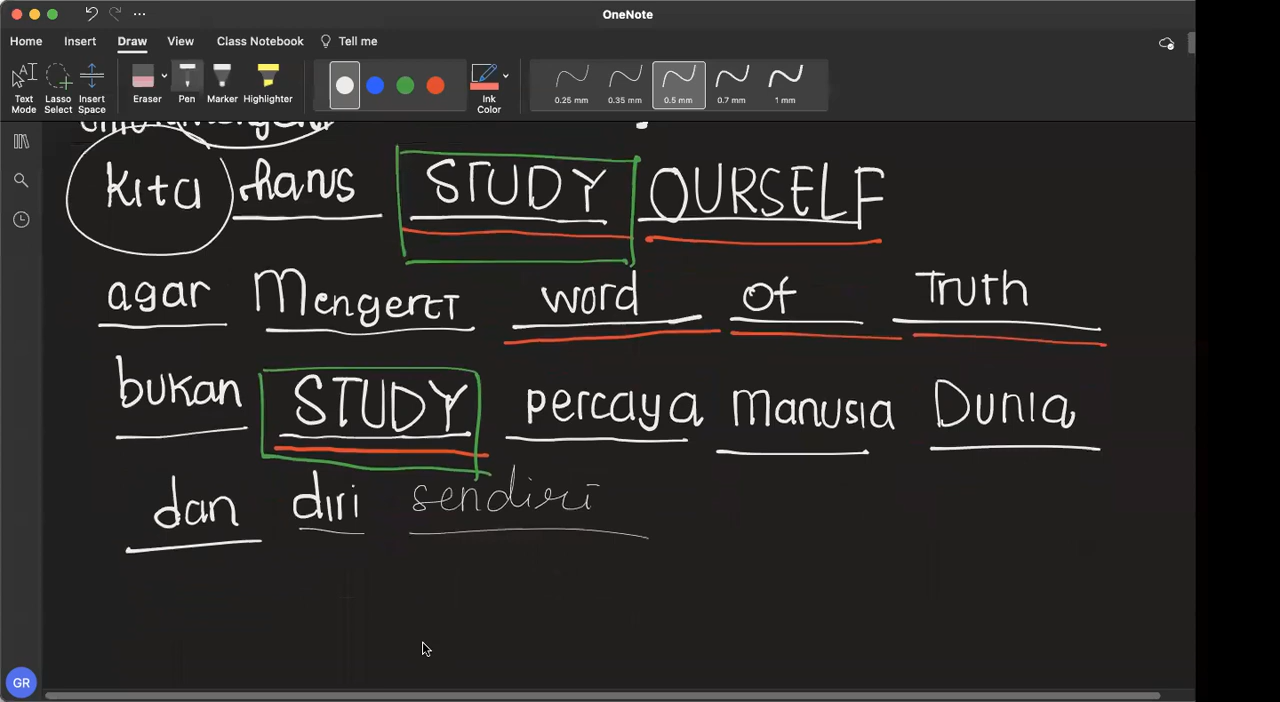 OneNote
Home Insert Draw View Class Notebook Tell me
Text Mode Lasso Select Insert Space Eraser Pen Marker Highlighter Ink Color 0.25 mm 0.35 mm 0.5 mm 0.7 mm 1 mm
kita harus STUDY OURSELF
agar Mengerti word of Truth
bukan STUDY percaya manusia Dunia
dan diri sendiri
GR